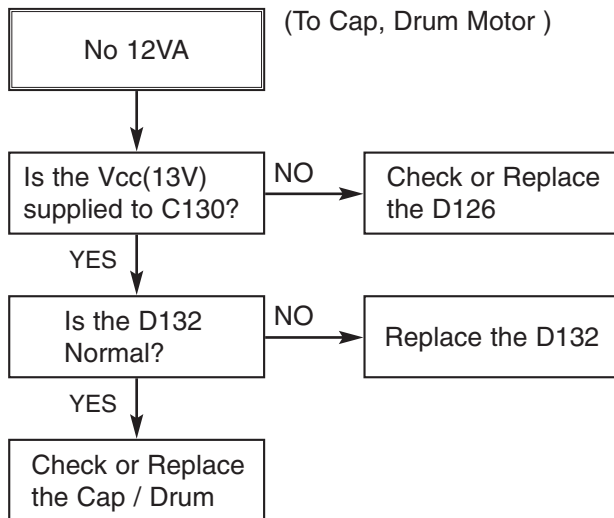 No 12VA
(To Cap, Drum Motor )
Is the Vcc(13V)
supplied to C130?
NO
Check or Replace
the D126
YES
Is the D132
Normal?
NO
Replace the D132
YES
Check or Replace
the Cap / Drum